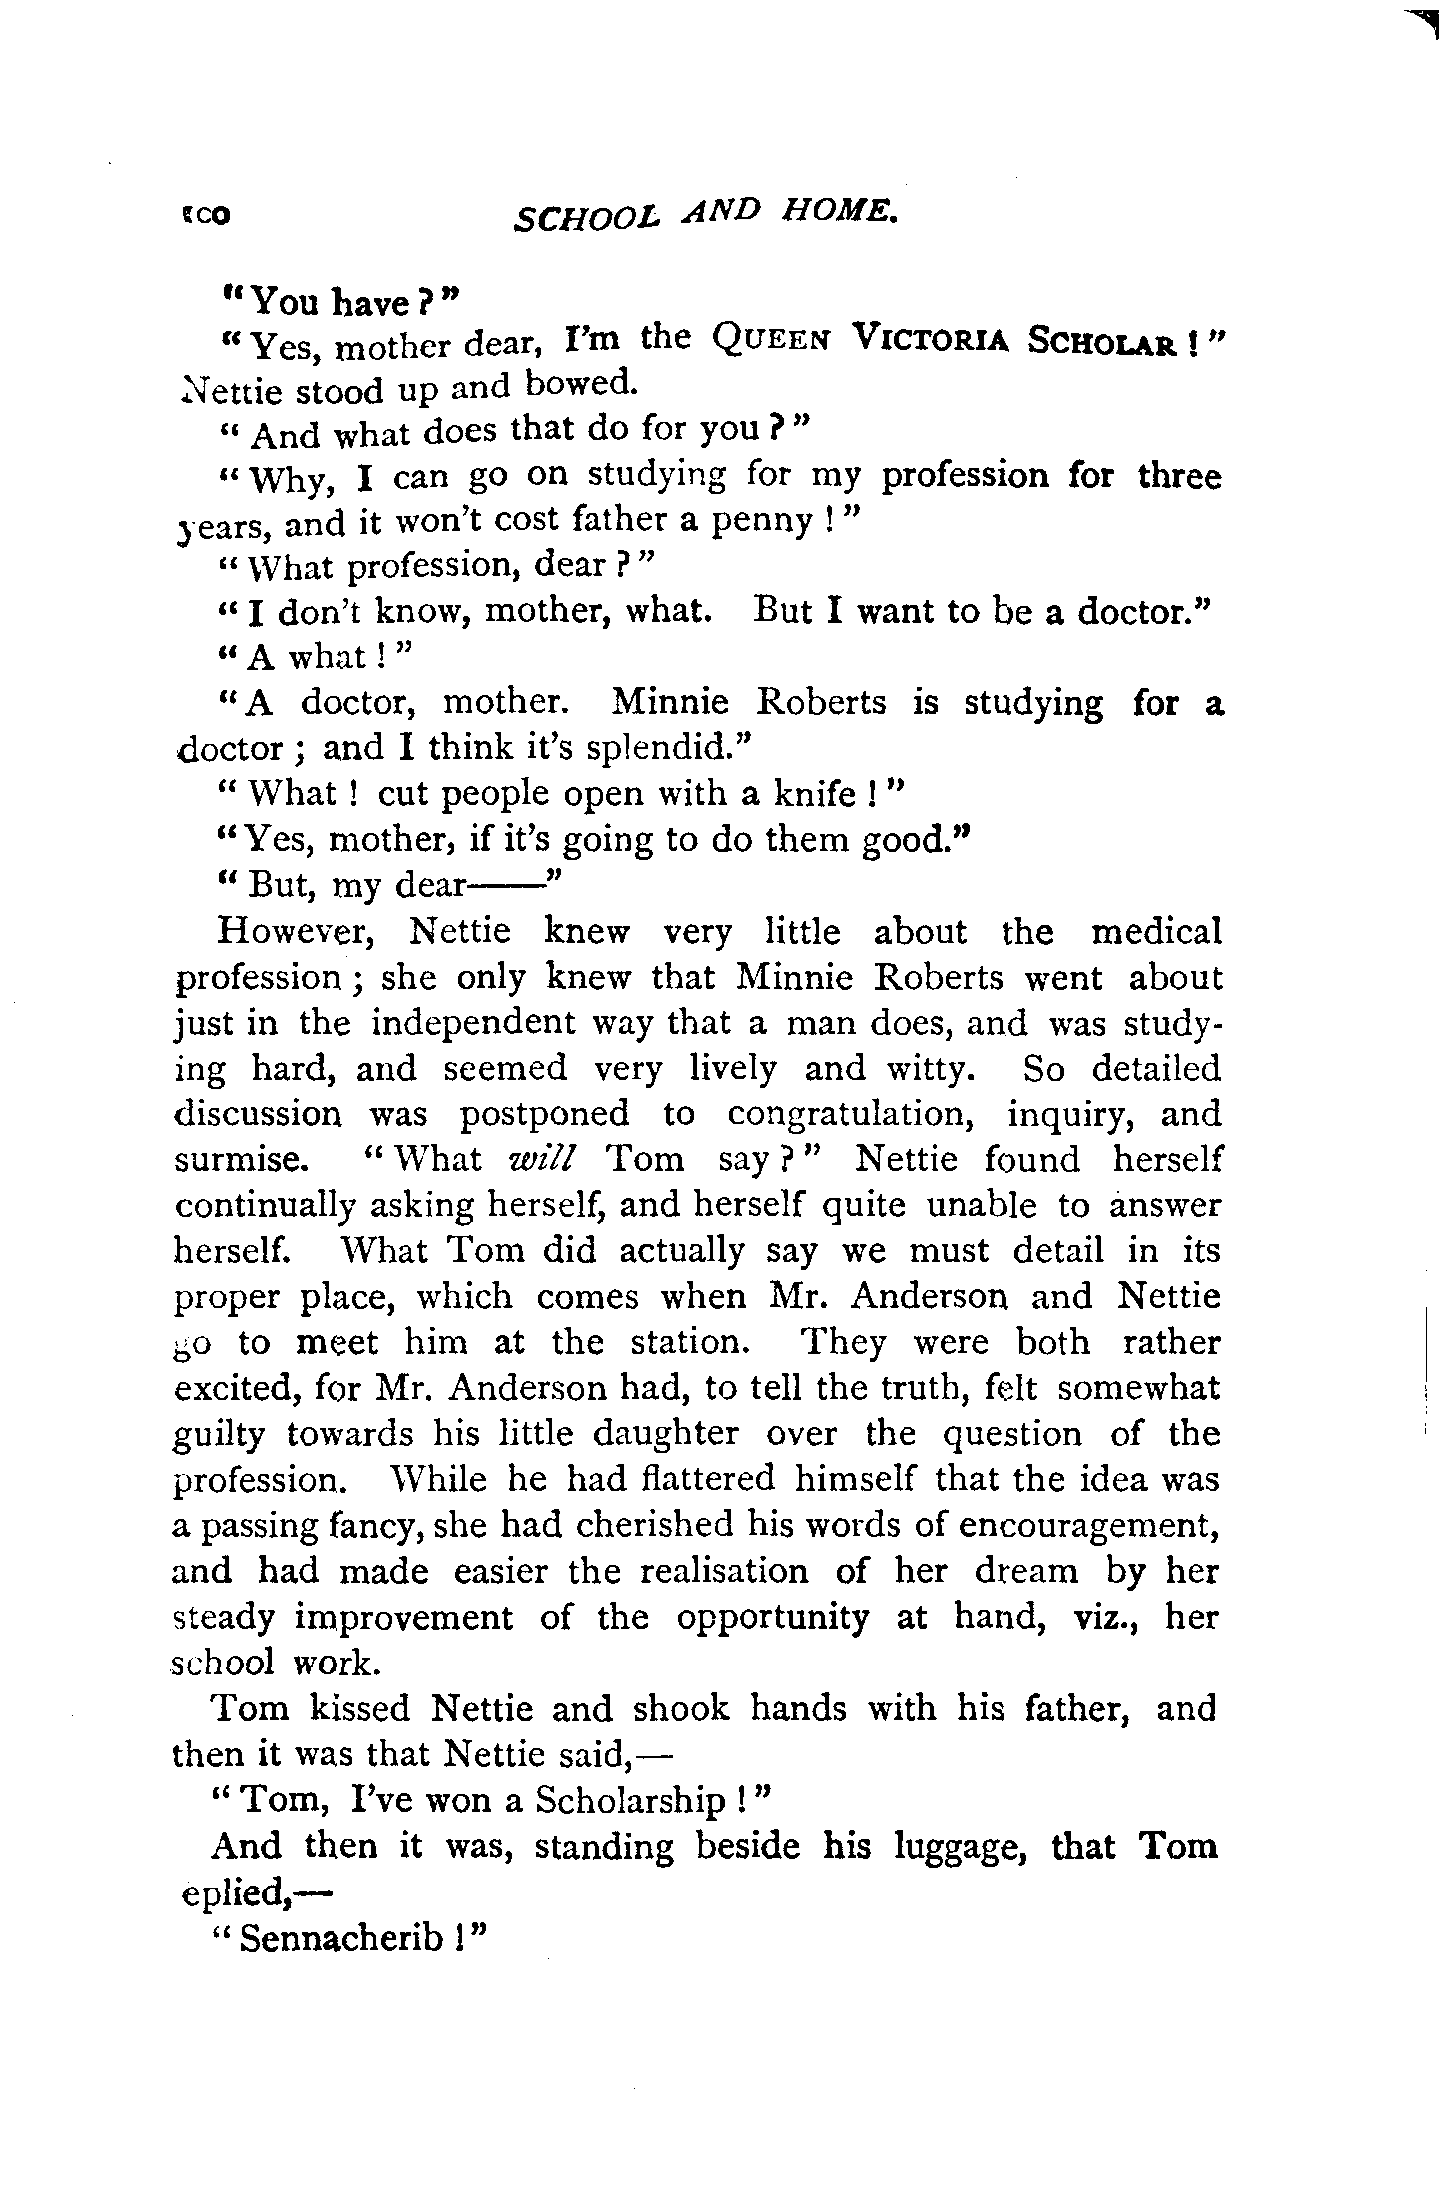 SCHOOL AND HOME.
"You have?"
"Yes, mother dear, I'm the QUEEN VICTORIA SCHOLAR!"
Nettie stood up and bowed.
"And what does that do for you?"
"Why, I can go on studying for my profession for three
years, and it won't cost father a penny!"
"What profession, dear?"
"I don't know, mother, what. But I want to be a doctor."
"A what!"
"A doctor, mother. Minnie Roberts is studying for a
doctor; and I think it's splendid."
"What! cut people open with a knife!"
"Yes, mother, if it's going to do them good."
"But, my dear——"
However, Nettie knew very little about the medical
profession; she only knew that Minnie Roberts went about
just in the independent way that a man does, and was study-
ing hard, and seemed very lively and witty. So detailed
discussion was postponed to congratulation, inquiry, and
surmise. "What will Tom say?" Nettie found herself
continually asking herself, and herself quite unable to answer
herself. What Tom did actually say we must detail in its
proper place, which comes when Mr. Anderson and Nettie
go to meet him at the station. They were both rather
excited, for Mr. Anderson had, to tell the truth, felt somewhat
guilty towards his little daughter over the question of the
profession. While he had flattered himself that the idea was
a passing fancy, she had cherished his words of encouragement,
and had made easier the realisation of her dream by her
steady improvement of the opportunity at hand, viz., her
school work.
Tom kissed Nettie and shook hands with his father, and
then it was that Nettie said,—
"Tom, I've won a Scholarship!"
And then it was, standing beside his luggage, that Tom
eplied,—
"Sennacherib!"